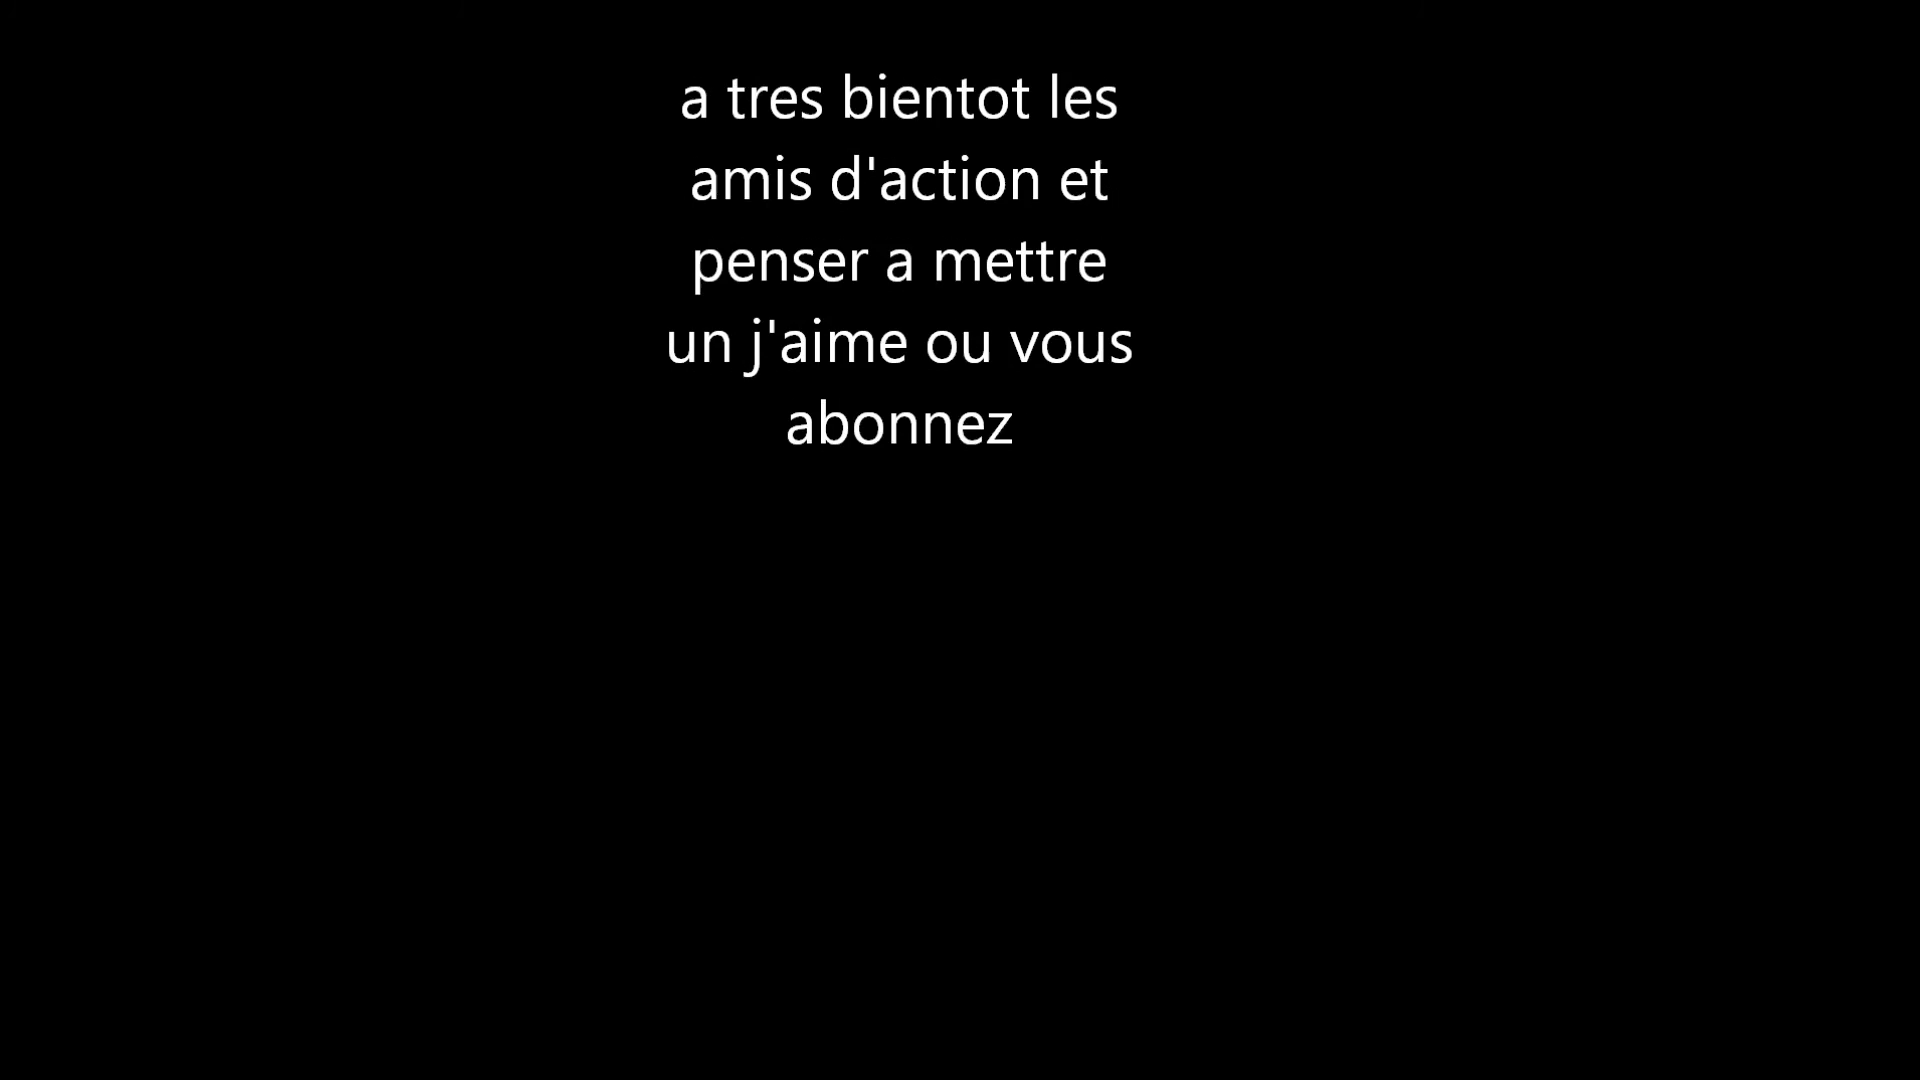 a tres bientot les
amis d'action et
penser a mettre
un j'aime ou vous
abonnez